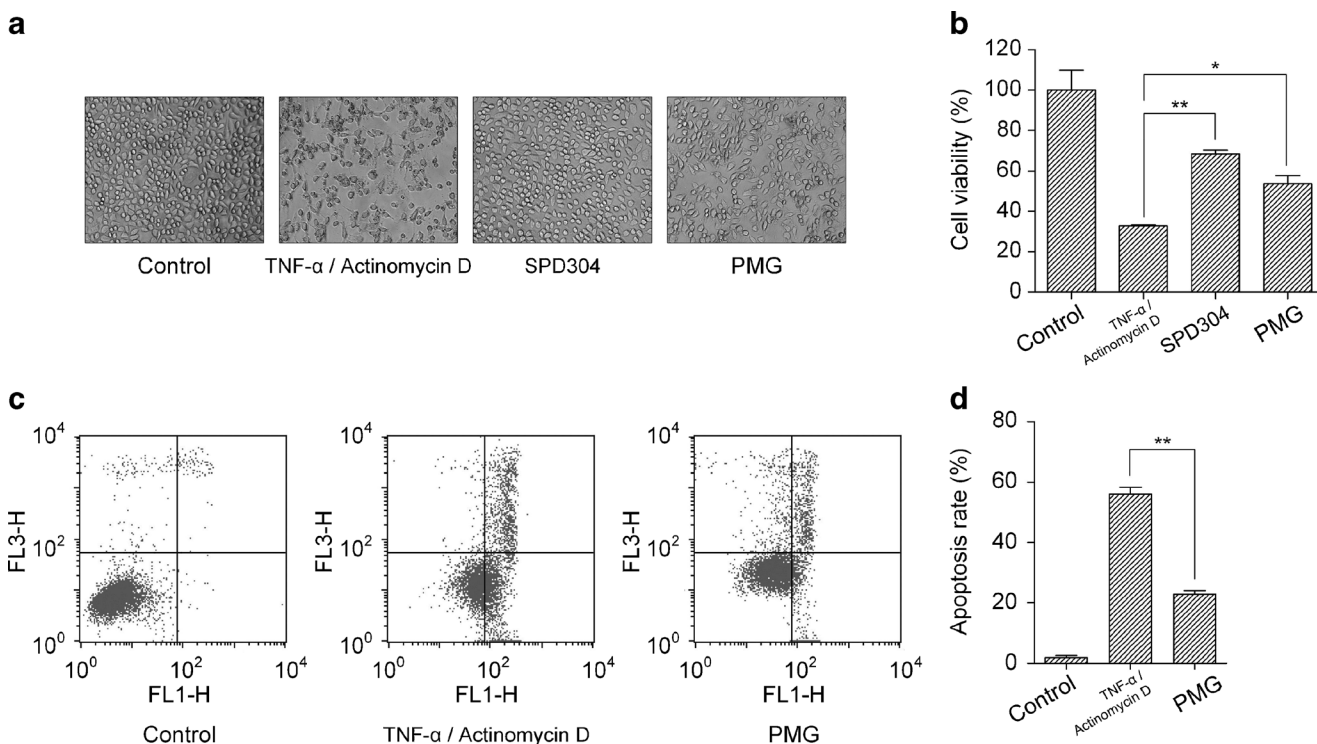 a
Control
TNF-α / Actinomycin D
SPD304
PMG
b
Cell viability (%)
120
100
80
60
40
20
0
*
**
Control
TNF-α /
Actinomycin D
SPD304
PMG
c
FL3-H
10⁴
10²
10⁰
10⁰
10²
10⁴
FL1-H
Control
FL3-H
10⁴
10²
10⁰
10⁰
10²
10⁴
FL1-H
TNF-α / Actinomycin D
FL3-H
10⁴
10²
10⁰
10⁰
10²
10⁴
FL1-H
PMG
d
Apoptosis rate (%)
80
60
40
20
0
**
Control
TNF-α /
Actinomycin D
PMG